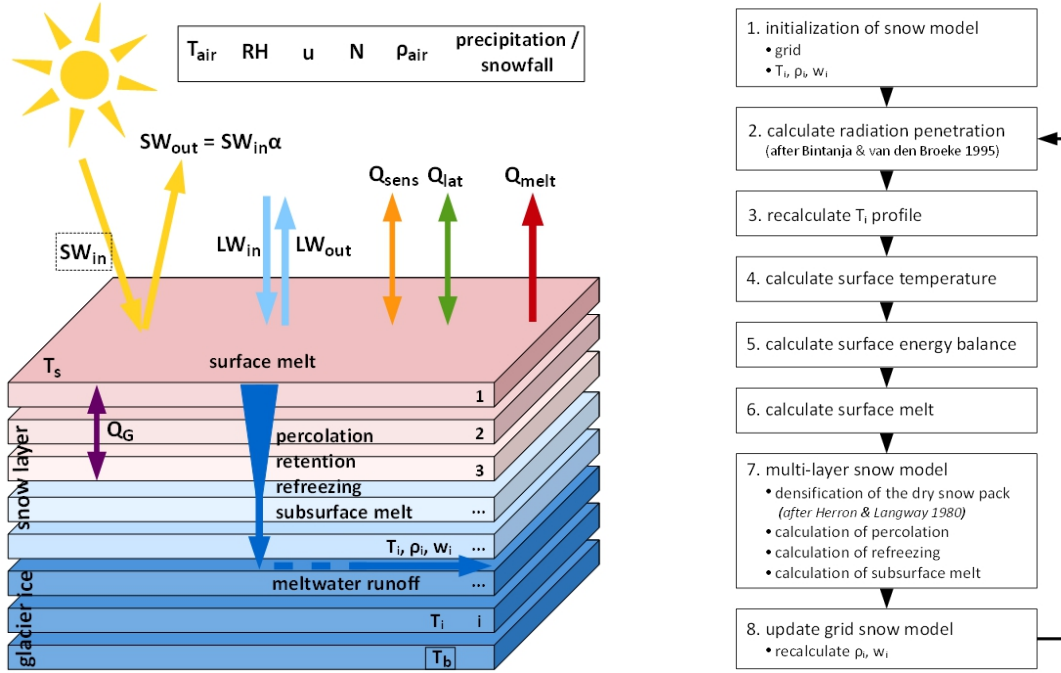 T_air RH u N ρ_air precipitation /
snowfall
SW_out = SW_inα
SW_in
LW_in
LW_out
Q_sens
Q_lat
Q_melt
T_s
surface melt
1
Q_G
percolation
2
retention
3
refreezing
subsurface melt ...
T_i, ρ_i, w_i ...
meltwater runoff ...
T_i i
T_b
snow layer
glacier ice
1. initialization of snow model
• grid
• T_i, ρ_i, w_i
2. calculate radiation penetration
(after Bintanja & van den Broeke 1995)
3. recalculate T_i profile
4. calculate surface temperature
5. calculate surface energy balance
6. calculate surface melt
7. multi-layer snow model
• densification of the dry snow pack
(after Herron & Langway 1980)
• calculation of percolation
• calculation of refreezing
• calculation of subsurface melt
8. update grid snow model
• recalculate ρ_i, w_i